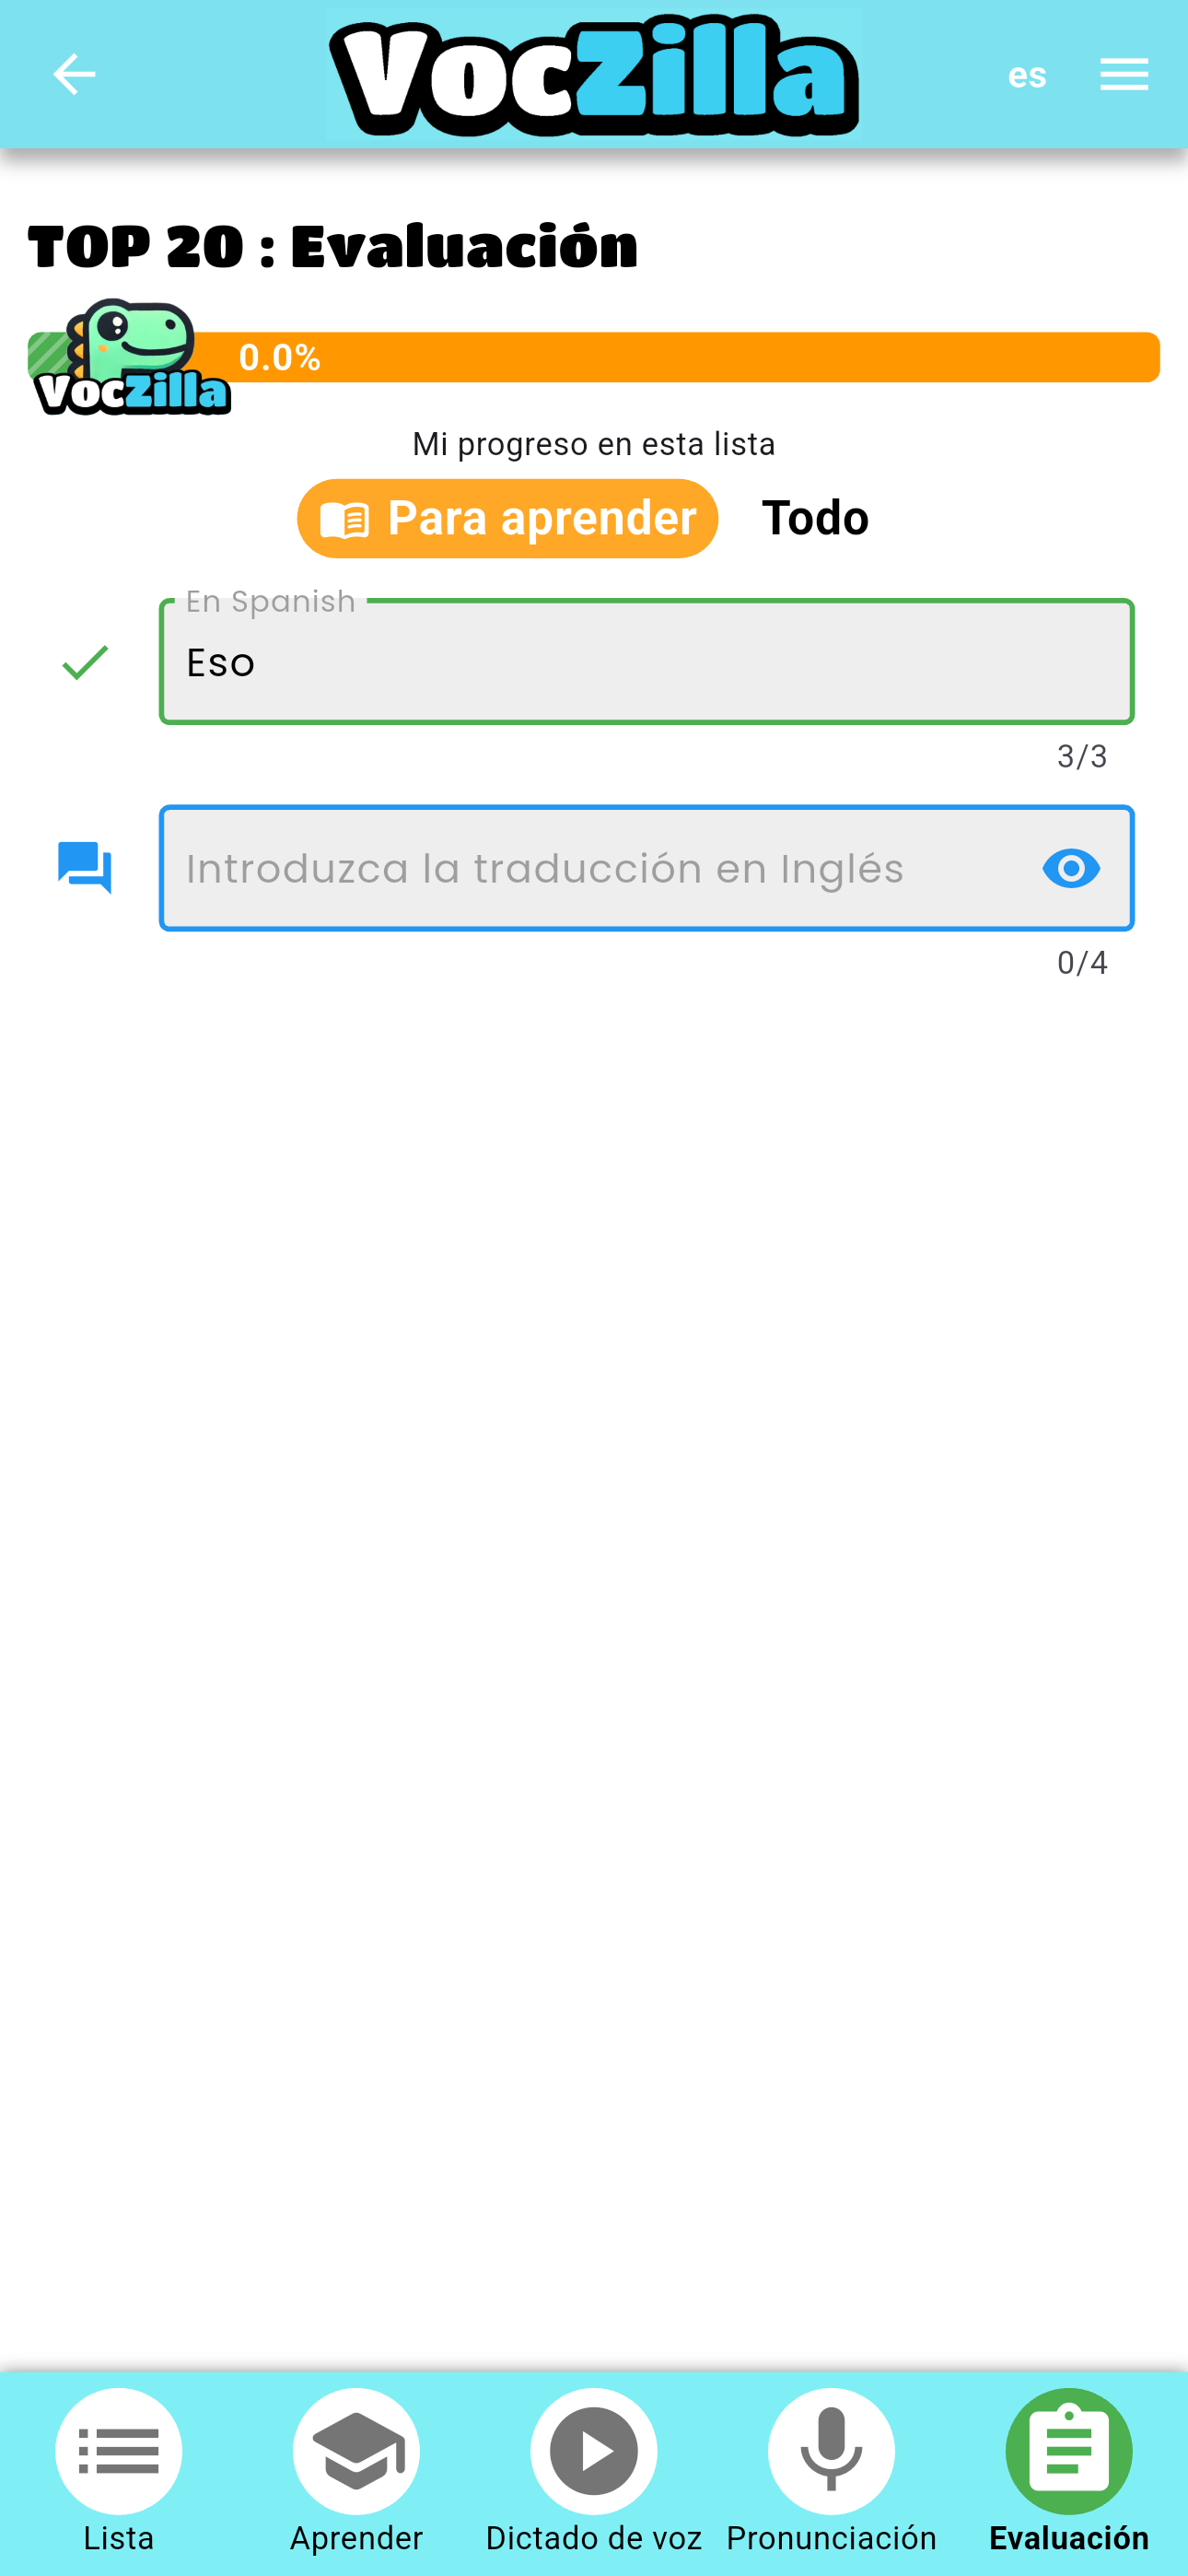 VocZilla
es
TOP 20 : Evaluación
VocZilla
0.0%
Mi progreso en esta lista
Para aprender
Todo
En Spanish
Eso
3/3
Introduzca la traducción en Inglés
0/4
Lista
Aprender
Dictado de voz
Pronunciación
Evaluación